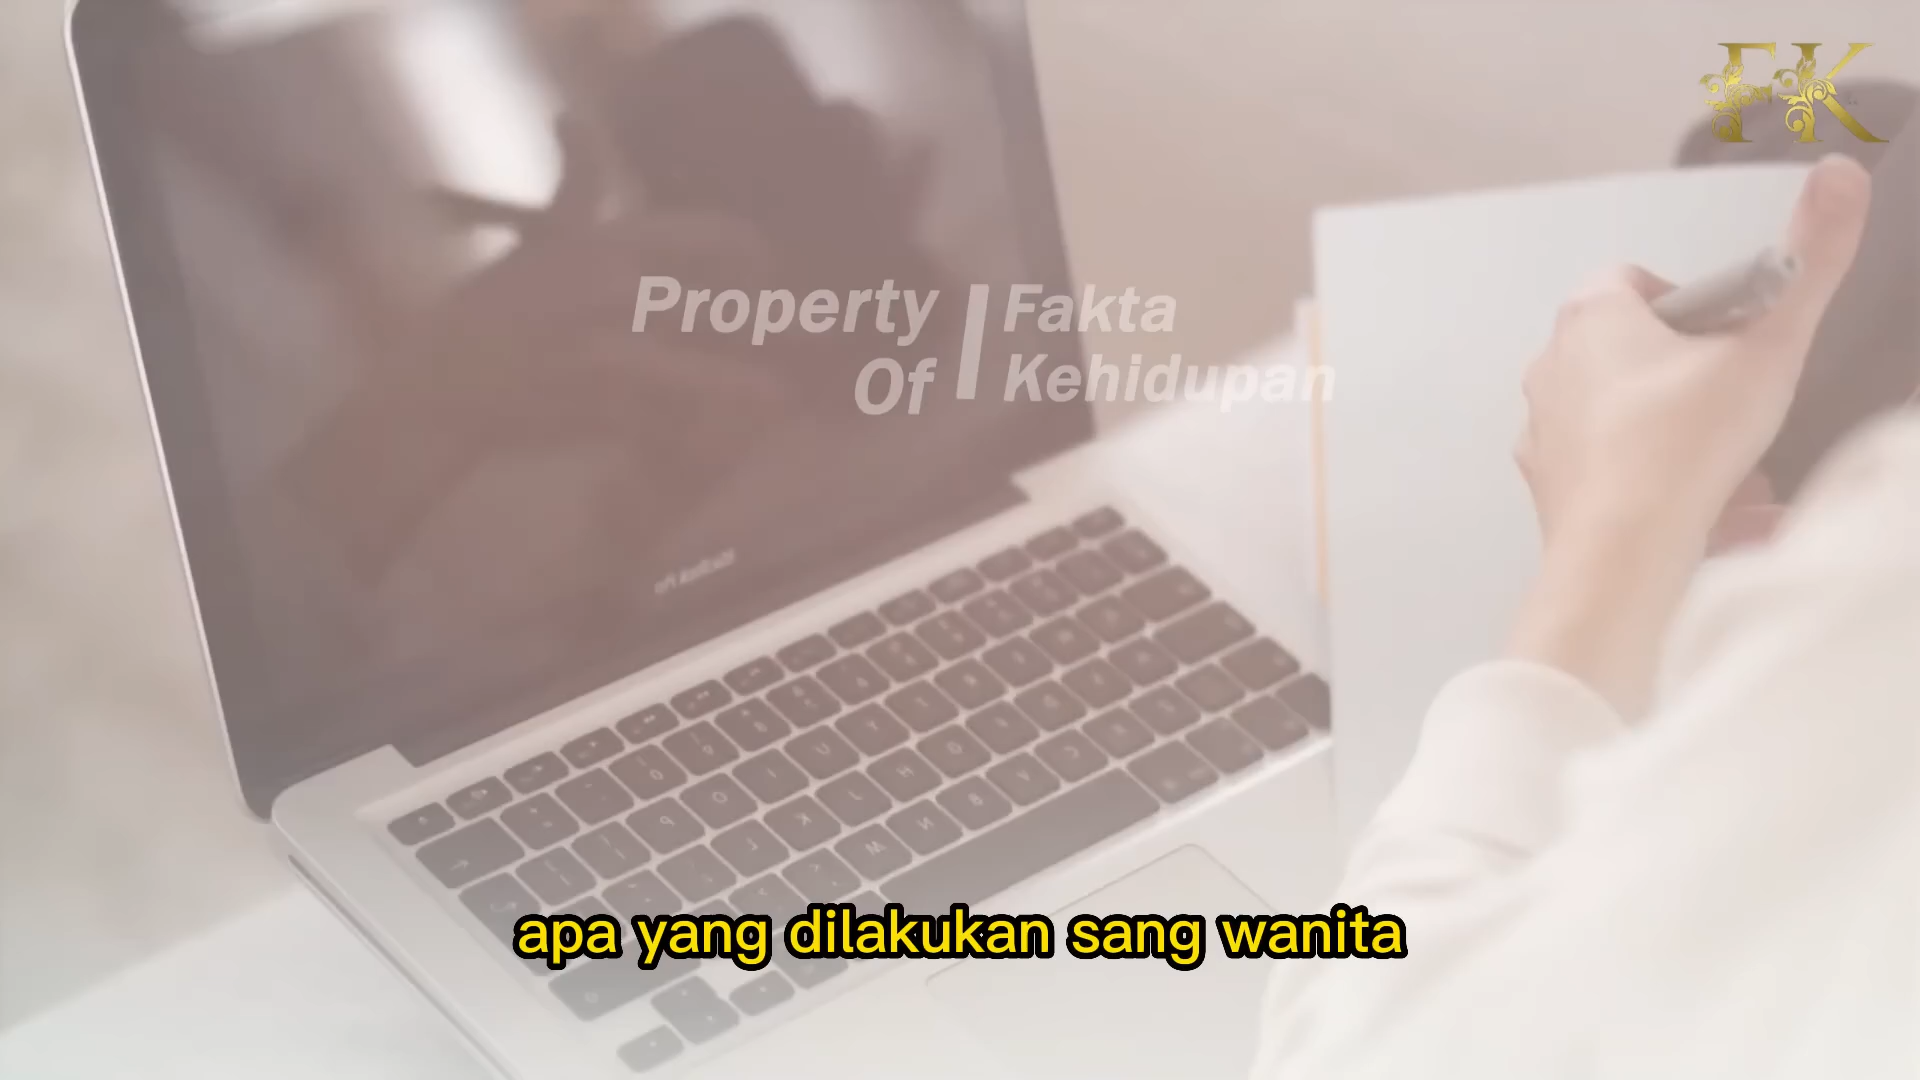 FK
Property
Of
Fakta
Kehidupan
apa yang dilakukan sang wanita